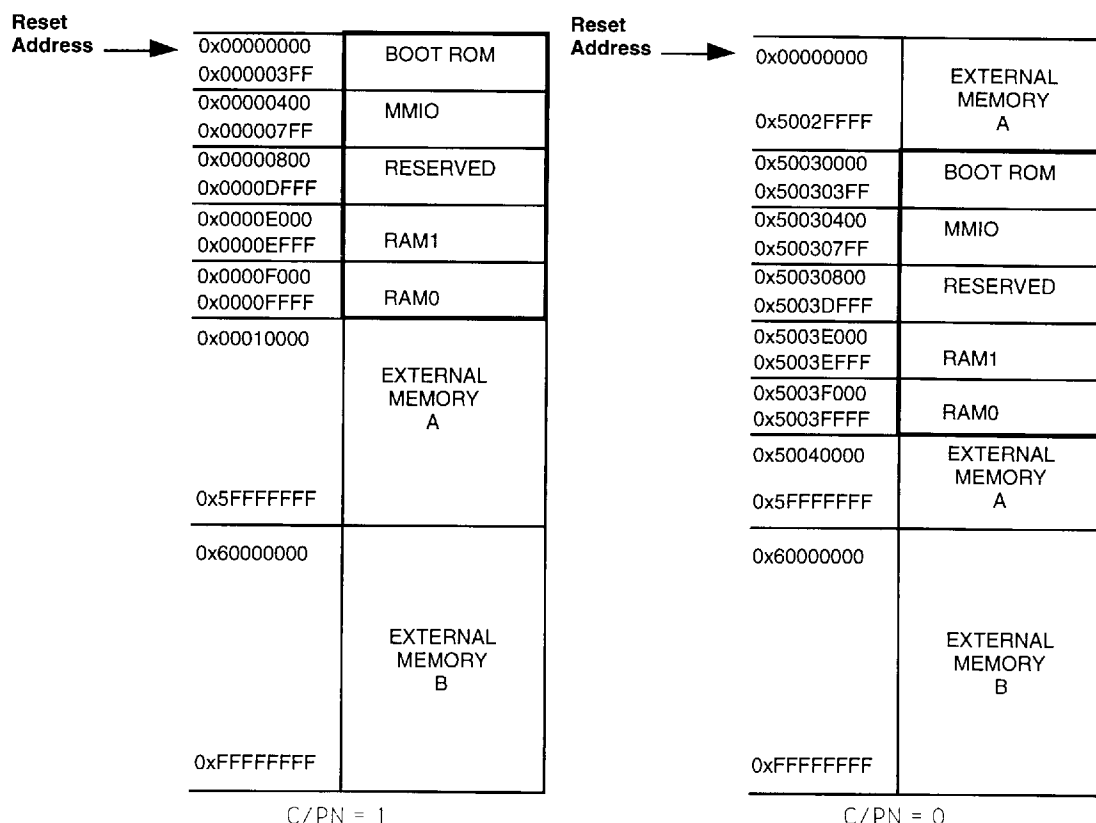 Reset
Address
0x00000000
0x000003FF
BOOT ROM
0x00000400
0x000007FF
MMIO
0x00000800
0x0000DFFF
RESERVED
0x0000E000
0x0000EFFF
RAM1
0x0000F000
0x0000FFFF
RAM0
0x00010000
EXTERNAL
MEMORY
A
0x5FFFFFFF
0x60000000
EXTERNAL
MEMORY
B
0xFFFFFFFF
C/PN = 1
Reset
Address
0x00000000
EXTERNAL
MEMORY
A
0x5002FFFF
0x50030000
0x500303FF
BOOT ROM
0x50030400
0x500307FF
MMIO
0x50030800
0x5003DFFF
RESERVED
0x5003E000
0x5003EFFF
RAM1
0x5003F000
0x5003FFFF
RAM0
0x50040000
EXTERNAL
MEMORY
A
0x5FFFFFFF
0x60000000
EXTERNAL
MEMORY
B
0xFFFFFFFF
C/PN = 0